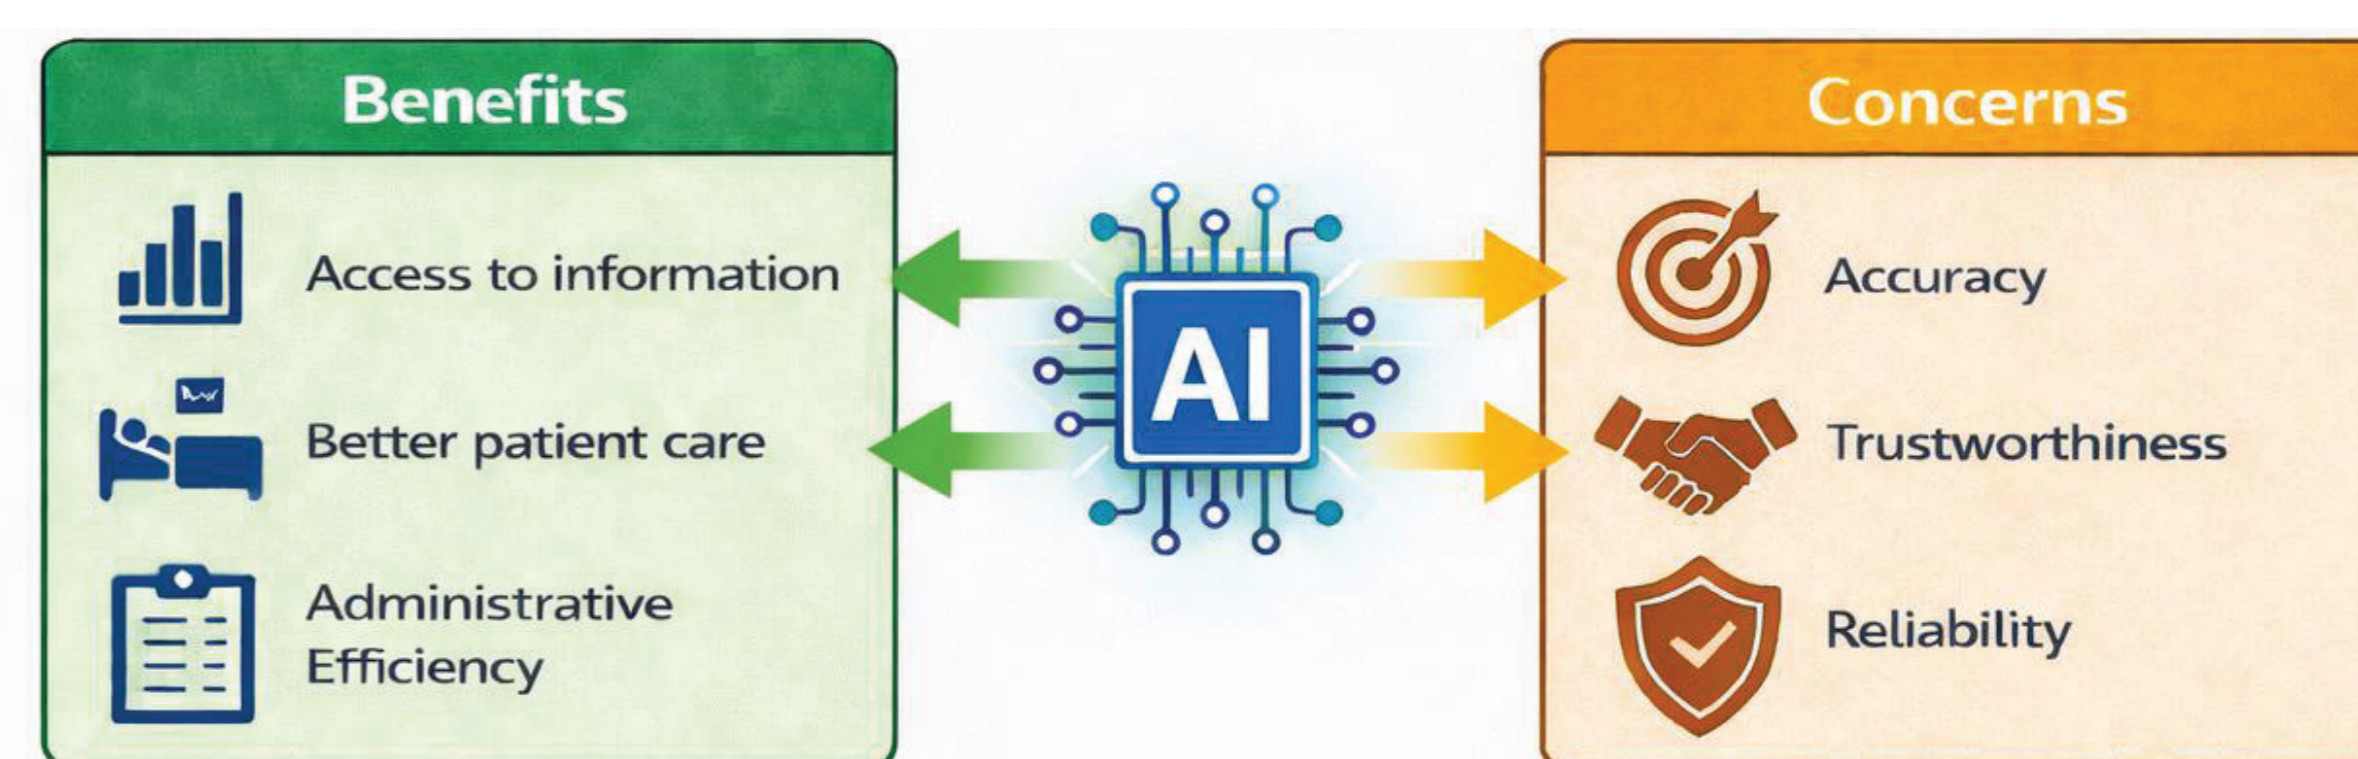 Benefits
Access to information
Better patient care
Administrative
Efficiency
AI
Concerns
Accuracy
Trustworthiness
Reliability